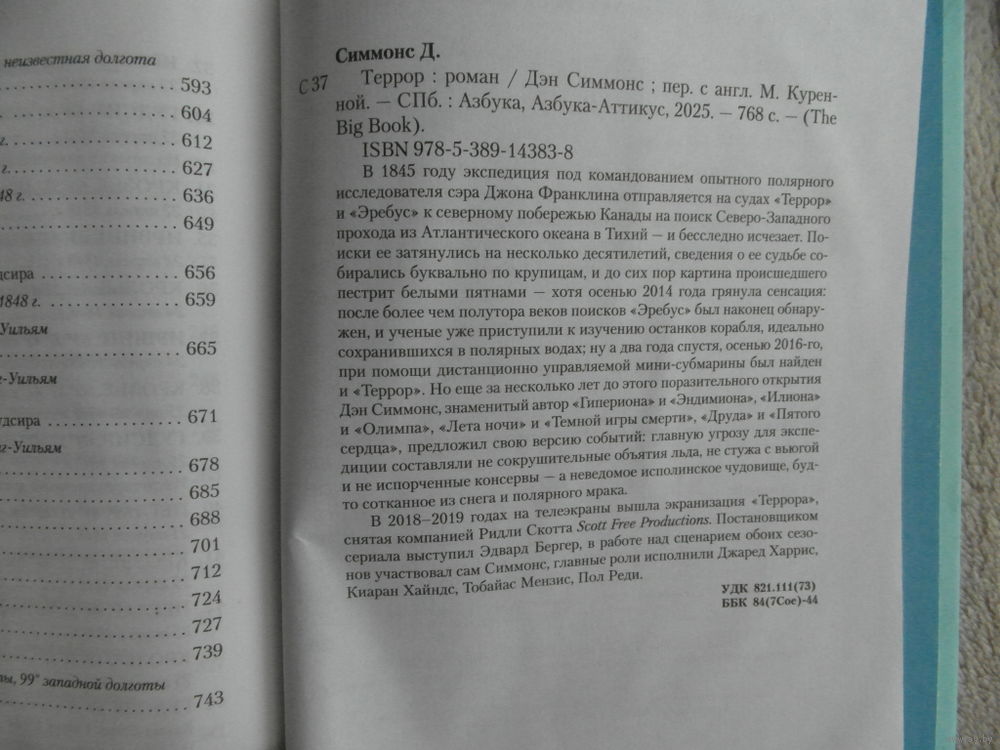 неизвестная долгота
593
604
г. 612
г. 627
48 г. 636
649
дсира 656
1848 г. 659
Уильям
665
г-Уильям
удсира 671
нг-Уильям
678
685
688
701
712
724
727
739
ы, 99° западной долготы
743
Симмонс Д.
С 37 Террор : роман / Дэн Симмонс ; пер. с англ. М. Курен-
ной. — СПб. : Азбука, Азбука-Аттикус, 2025. — 768 с. — (The
Big Book).
ISBN 978-5-389-14383-8
В 1845 году экспедиция под командованием опытного полярного
исследователя сэра Джона Франклина отправляется на судах «Террор»
и «Эребус» к северному побережью Канады на поиск Северо-Западного
прохода из Атлантического океана в Тихий — и бесследно исчезает. По-
иски ее затянулись на несколько десятилетий, сведения о ее судьбе со-
бирались буквально по крупицам, и до сих пор картина происшедшего
пестрит белыми пятнами — хотя осенью 2014 года грянула сенсация:
после более чем полутора веков поисков «Эребус» был наконец обнару-
жен, и ученые уже приступили к изучению останков корабля, идеально
сохранившихся в полярных водах; ну а два года спустя, осенью 2016-го,
при помощи дистанционно управляемой мини-субмарины был найден
и «Террор». Но еще за несколько лет до этого поразительного открытия
Дэн Симмонс, знаменитый автор «Гипериона» и «Эндимиона», «Илиона»
и «Олимпа», «Лета ночи» и «Темной игры смерти», «Друда» и «Пятого
сердца», предложил свою версию событий: главную угрозу для экспе-
диции составляли не сокрушительные объятия льда, не стужа с вьюгой
и не испорченные консервы — а неведомое исполинское чудовище, буд-
то сотканное из снега и полярного мрака.
В 2018–2019 годах на телеэкраны вышла экранизация «Террора»,
снятая компанией Ридли Скотта Scott Free Productions. Постановщиком
сериала выступил Эдвард Бергер, в работе над сценарием обоих сезо-
нов участвовал сам Симмонс, главные роли исполнили Джаред Харрис,
Киаран Хайндс, Тобайас Мензис, Пол Реди.
УДК 821.111(73)
ББК 84(7Сое)-44